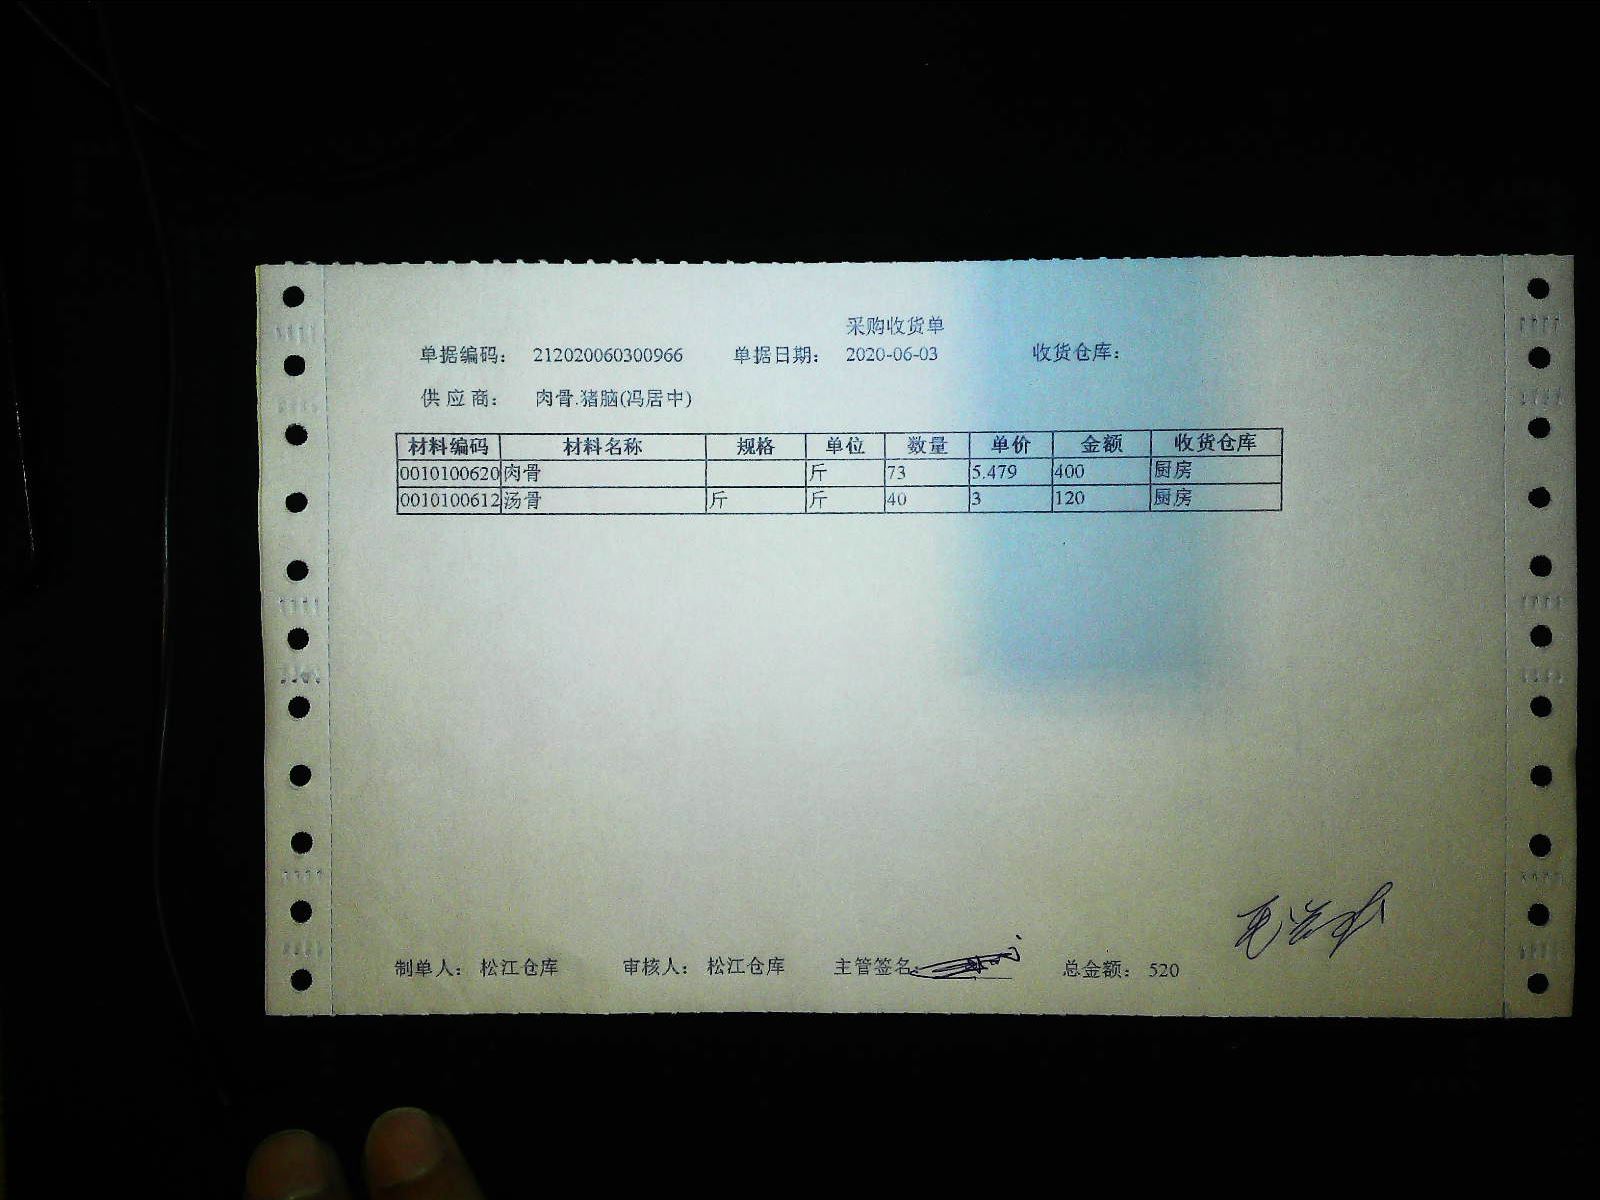 采购收货单
单据编码： 212020060300966 单据日期： 2020-06-03 收货仓库：
供应商： 肉骨.猪脑(冯居中)
材料编码 材料名称 规格 单位 数量 单价 金额 收货仓库
0010100620 肉骨 斤 73 5.479 400 厨房
0010100612 汤骨 斤 斤 40 3 120 厨房
制单人： 松江仓库 审核人： 松江仓库 主管签名： 总金额： 520